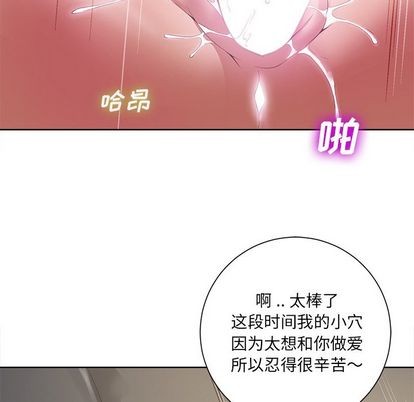 哈昂
啪
啊..太棒了
这段时间我的小穴
因为太想和你做爱
所以忍得很辛苦～